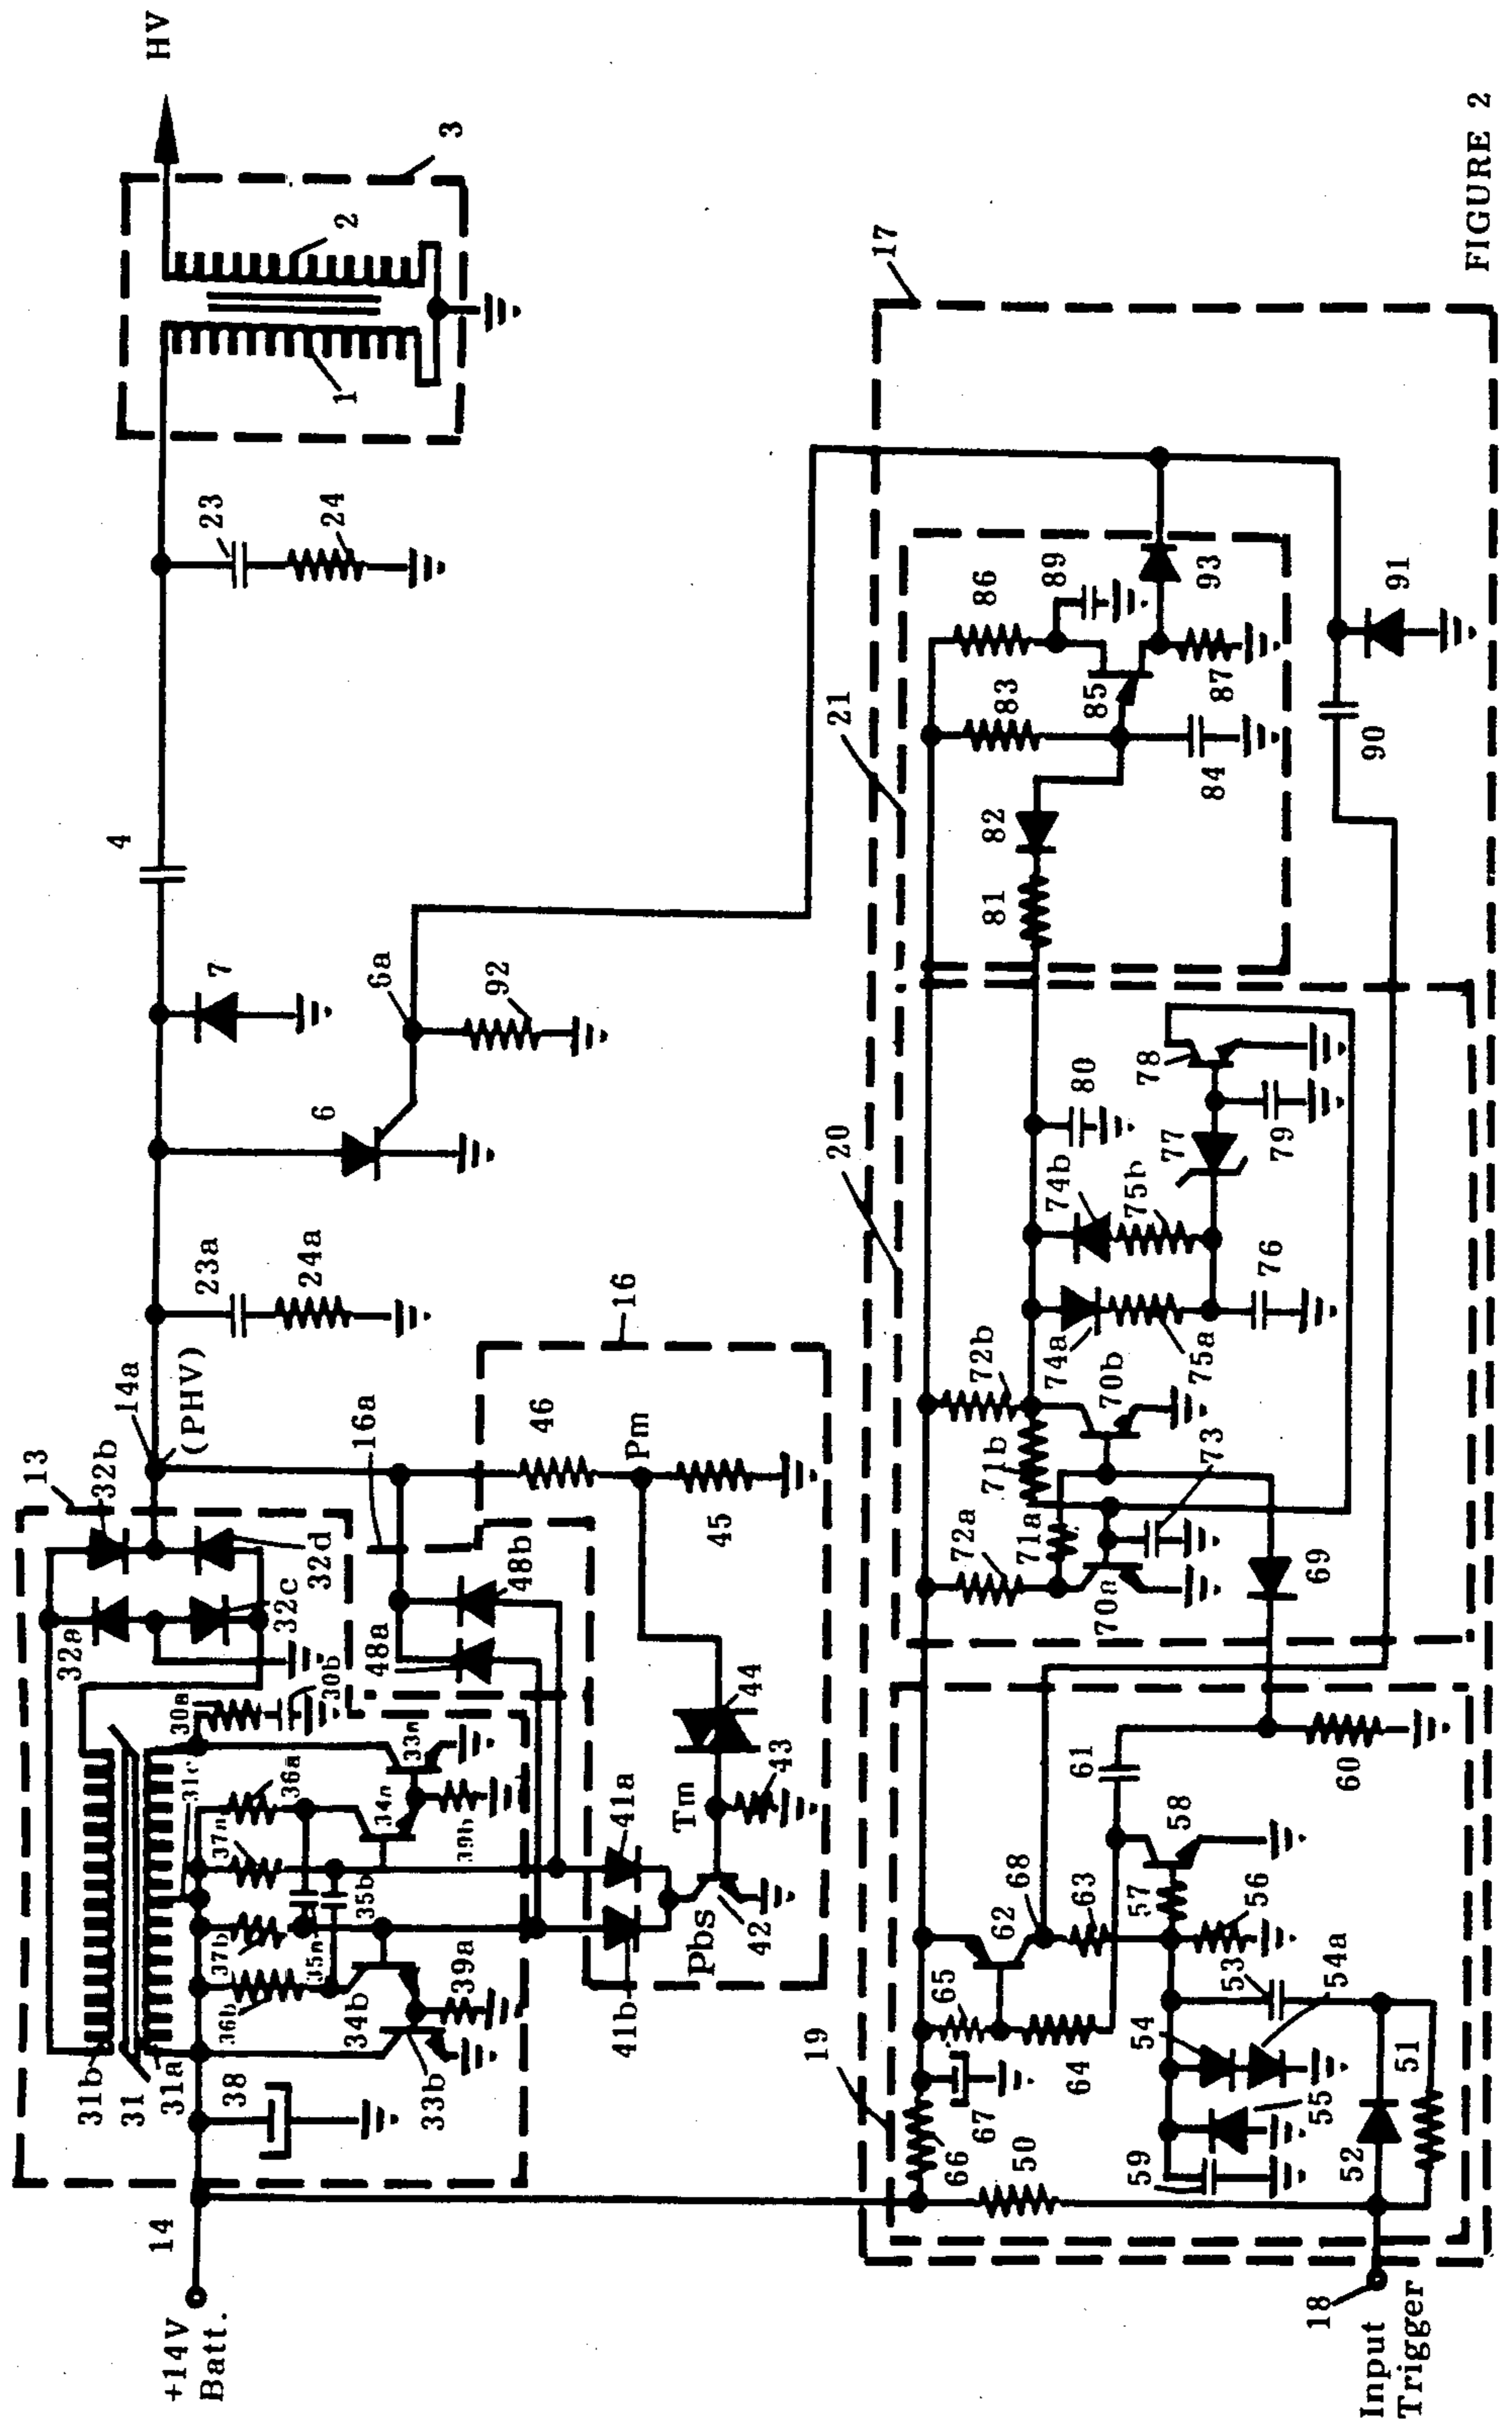 HV
3
2
1
23
24
4
7
6a
92
6
23a
24a
14a
(PHV)
13
32b
32d
32c
32a
16a
16
46
Pm
45
48b
48a
44
43
Tm
42
Pbs
41a
41b
30a
30b
31c
36a
33n
34n
37n
39b
35b
35n
37b
36b
34b
39a
33b
31b
31
31a
38
14
+14V
Batt.
17
21
20
19
86
89
93
83
85
87
84
82
81
90
91
80
78
79
77
74b
75b
76
74a
75a
72b
70b
71b
73
72a
71a
70a
69
61
60
58
68
62
63
57
56
65
64
53
54a
54
55
51
52
59
67
66
50
18
Input
Trigger
FIGURE 2